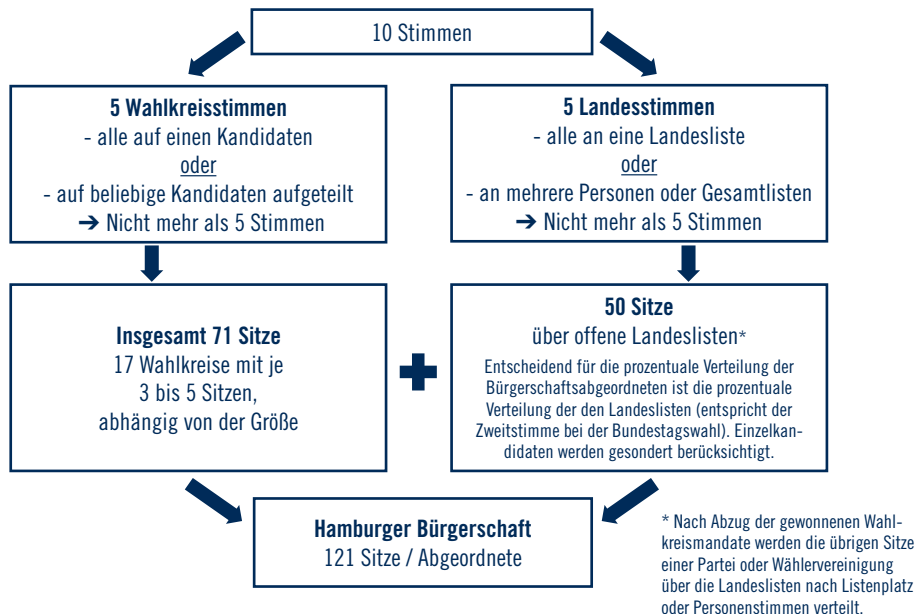 10 Stimmen
5 Wahlkreisstimmen
- alle auf einen Kandidaten
oder
- auf beliebige Kandidaten aufgeteilt
➔ Nicht mehr als 5 Stimmen
5 Landesstimmen
- alle an eine Landesliste
oder
- an mehrere Personen oder Gesamtlisten
➔ Nicht mehr als 5 Stimmen
Insgesamt 71 Sitze
17 Wahlkreise mit je
3 bis 5 Sitzen,
abhängig von der Größe
50 Sitze
über offene Landeslisten*
Entscheidend für die prozentuale Verteilung der
Bürgerschaftsabgeordneten ist die prozentuale
Verteilung der den Landeslisten (entspricht der
Zweitstimme bei der Bundestagswahl). Einzelkan-
didaten werden gesondert berücksichtigt.
Hamburger Bürgerschaft
121 Sitze / Abgeordnete
* Nach Abzug der gewonnenen Wahl-
kreismandate werden die übrigen Sitze
einer Partei oder Wählervereinigung
über die Landeslisten nach Listenplatz
oder Personenstimmen verteilt.